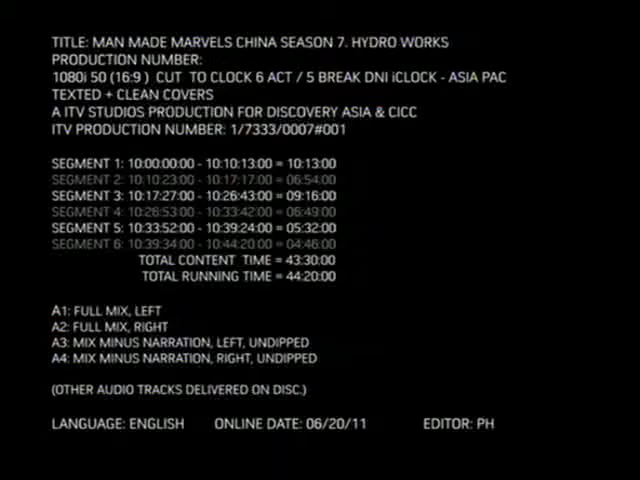 TITLE: MAN MADE MARVELS CHINA SEASON 7. HYDRO WORKS
PRODUCTION NUMBER:
1080i 50 (16:9 ) CUT TO CLOCK 6 ACT / 5 BREAK DNI iCLOCK - ASIA PAC
TEXTED + CLEAN COVERS
A ITV STUDIOS PRODUCTION FOR DISCOVERY ASIA & CICC
ITV PRODUCTION NUMBER: 1/7333/0007#001
SEGMENT 1: 10:00:00:00 - 10:10:13:00 = 10:13:00
SEGMENT 2: 10:10:23:00 - 10:17:17:00 = 06:54:00
SEGMENT 3: 10:17:27:00 - 10:26:43:00 = 09:16:00
SEGMENT 4: 10:26:53:00 - 10:33:42:00 = 06:49:00
SEGMENT 5: 10:33:52:00 - 10:39:24:00 = 05:32:00
SEGMENT 6: 10:39:34:00 - 10:44:20:00 = 04:46:00
TOTAL CONTENT TIME = 43:30:00
TOTAL RUNNING TIME = 44:20:00
A1: FULL MIX, LEFT
A2: FULL MIX, RIGHT
A3: MIX MINUS NARRATION, LEFT, UNDIPPED
A4: MIX MINUS NARRATION, RIGHT, UNDIPPED
(OTHER AUDIO TRACKS DELIVERED ON DISC.)
LANGUAGE: ENGLISH ONLINE DATE: 06/20/11 EDITOR: PH